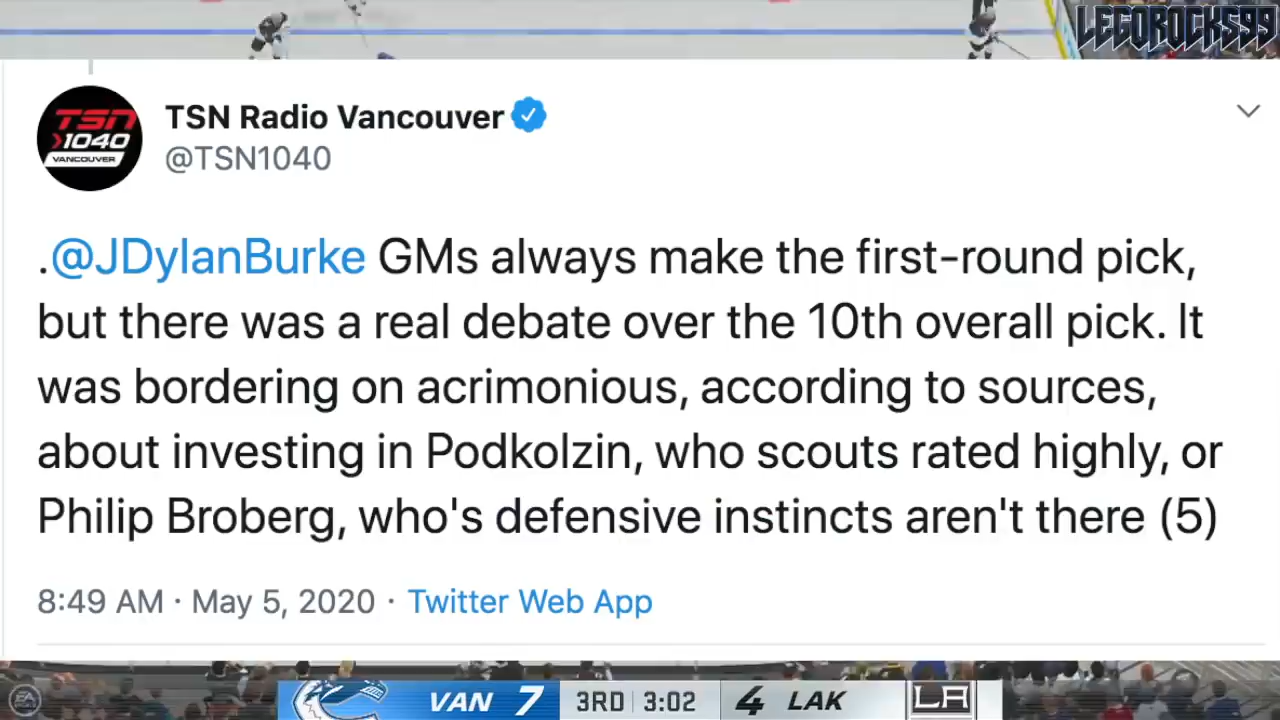 LEGOROCKS99
TSN Radio Vancouver
TSN
1040
VANCOUVER
@TSN1040
.@JDylanBurke GMs always make the first-round pick,
but there was a real debate over the 10th overall pick. It
was bordering on acrimonious, according to sources,
about investing in Podkolzin, who scouts rated highly, or
Philip Broberg, who's defensive instincts aren't there (5)
8:49 AM · May 5, 2020 · Twitter Web App
EA
VAN 7 3RD 3:02 4 LAK LA